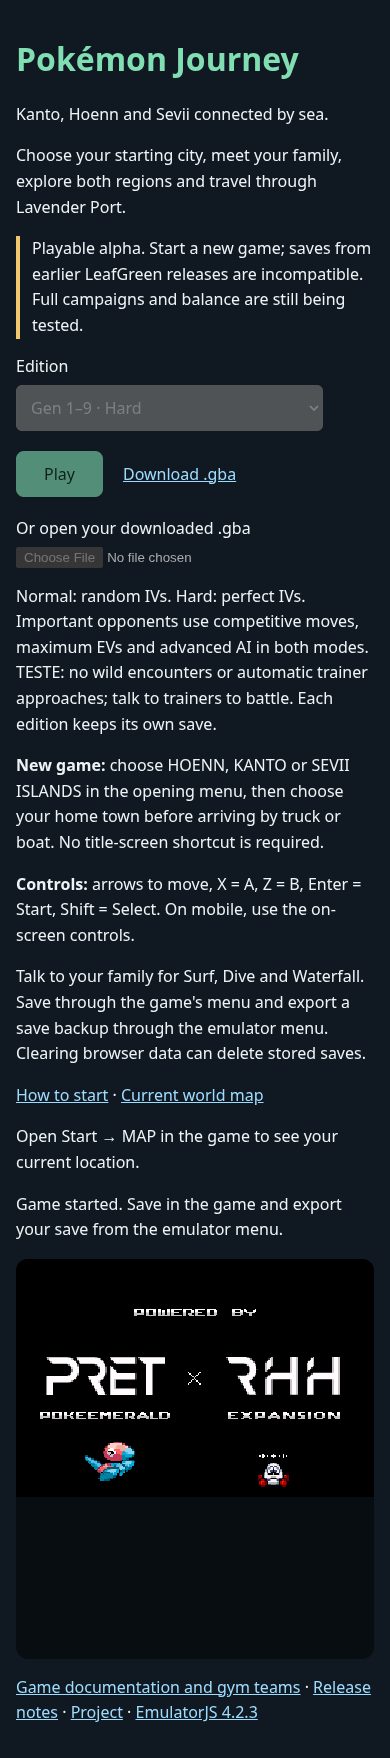 Pokémon Journey
Kanto, Hoenn and Sevii connected by sea.
Choose your starting city, meet your family,
explore both regions and travel through
Lavender Port.
Playable alpha. Start a new game; saves from
earlier LeafGreen releases are incompatible.
Full campaigns and balance are still being
tested.
Edition
Gen 1–9 · Hard
Play Download .gba
Or open your downloaded .gba
Choose File No file chosen
Normal: random IVs. Hard: perfect IVs.
Important opponents use competitive moves,
maximum EVs and advanced AI in both modes.
TESTE: no wild encounters or automatic trainer
approaches; talk to trainers to battle. Each
edition keeps its own save.
New game: choose HOENN, KANTO or SEVII
ISLANDS in the opening menu, then choose
your home town before arriving by truck or
boat. No title-screen shortcut is required.
Controls: arrows to move, X = A, Z = B, Enter =
Start, Shift = Select. On mobile, use the on-
screen controls.
Talk to your family for Surf, Dive and Waterfall.
Save through the game's menu and export a
save backup through the emulator menu.
Clearing browser data can delete stored saves.
How to start · Current world map
Open Start → MAP in the game to see your
current location.
Game started. Save in the game and export
your save from the emulator menu.
POWERED BY
PRET × RHH
POKEEMERALD EXPANSION
Game documentation and gym teams · Release
notes · Project · EmulatorJS 4.2.3